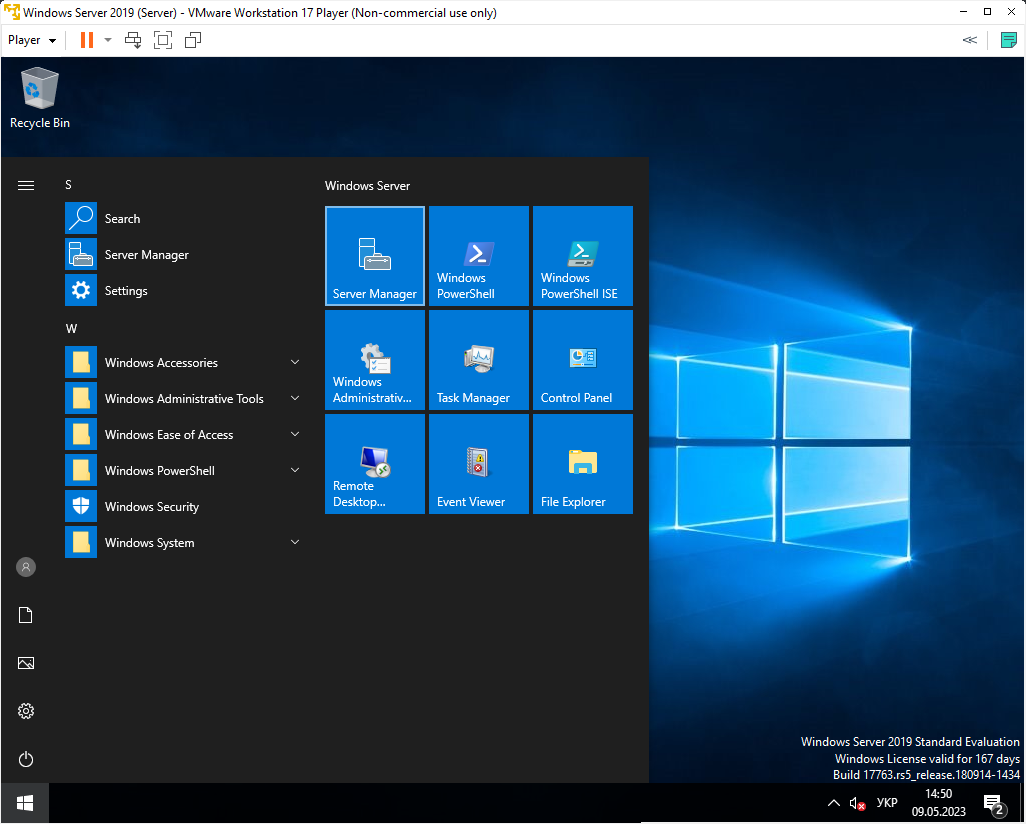 Windows Server 2019 (Server) - VMware Workstation 17 Player (Non-commercial use only)
Player
Recycle Bin
S
Search
Server Manager
Settings
W
Windows Accessories
Windows Administrative Tools
Windows Ease of Access
Windows PowerShell
Windows Security
Windows System
Windows Server
Server Manager
Windows
PowerShell
Windows
PowerShell ISE
Windows
Administrativ...
Task Manager
Control Panel
Remote
Desktop...
Event Viewer
File Explorer
Windows Server 2019 Standard Evaluation
Windows License valid for 167 days
Build 17763.rs5_release.180914-1434
УКР
14:50
09.05.2023
2